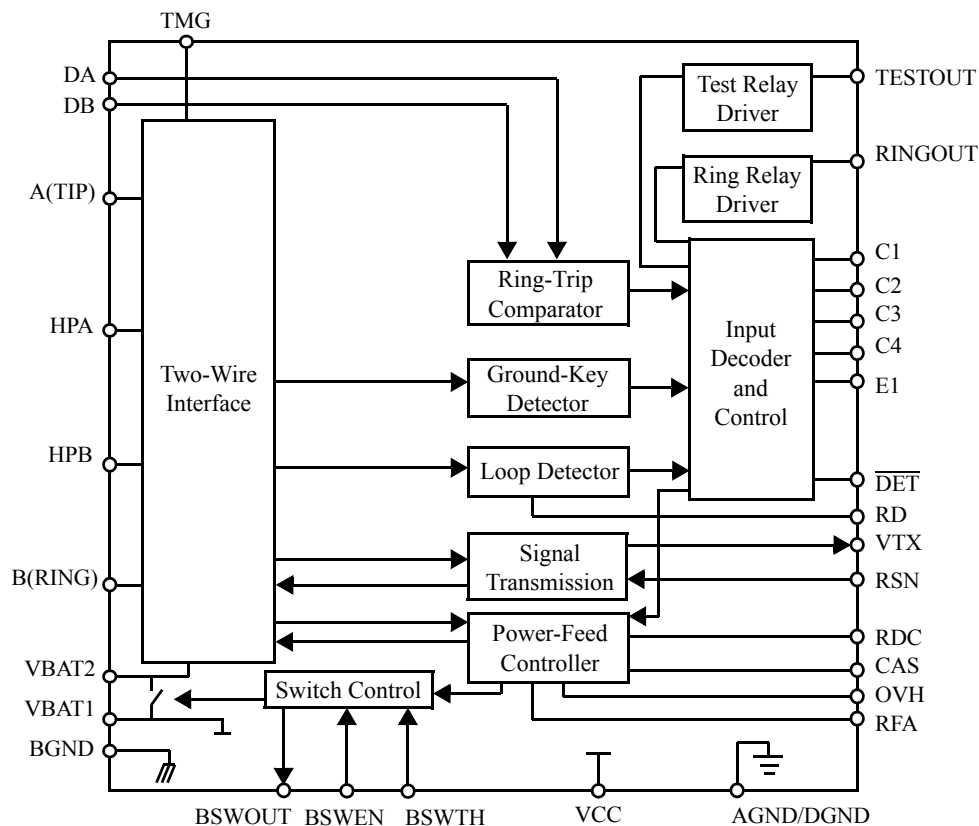 TMG
DA
DB
A(TIP)
HPA
HPB
B(RING)
VBAT2
VBAT1
BGND
Two-Wire
Interface
Test Relay
Driver
Ring Relay
Driver
Ring-Trip
Comparator
Ground-Key
Detector
Loop Detector
Signal
Transmission
Power-Feed
Controller
Switch Control
Input
Decoder
and
Control
TESTOUT
RINGOUT
C1
C2
C3
C4
E1
DET
RD
VTX
RSN
RDC
CAS
OVH
RFA
BSWOUT
BSWEN
BSWTH
VCC
AGND/DGND